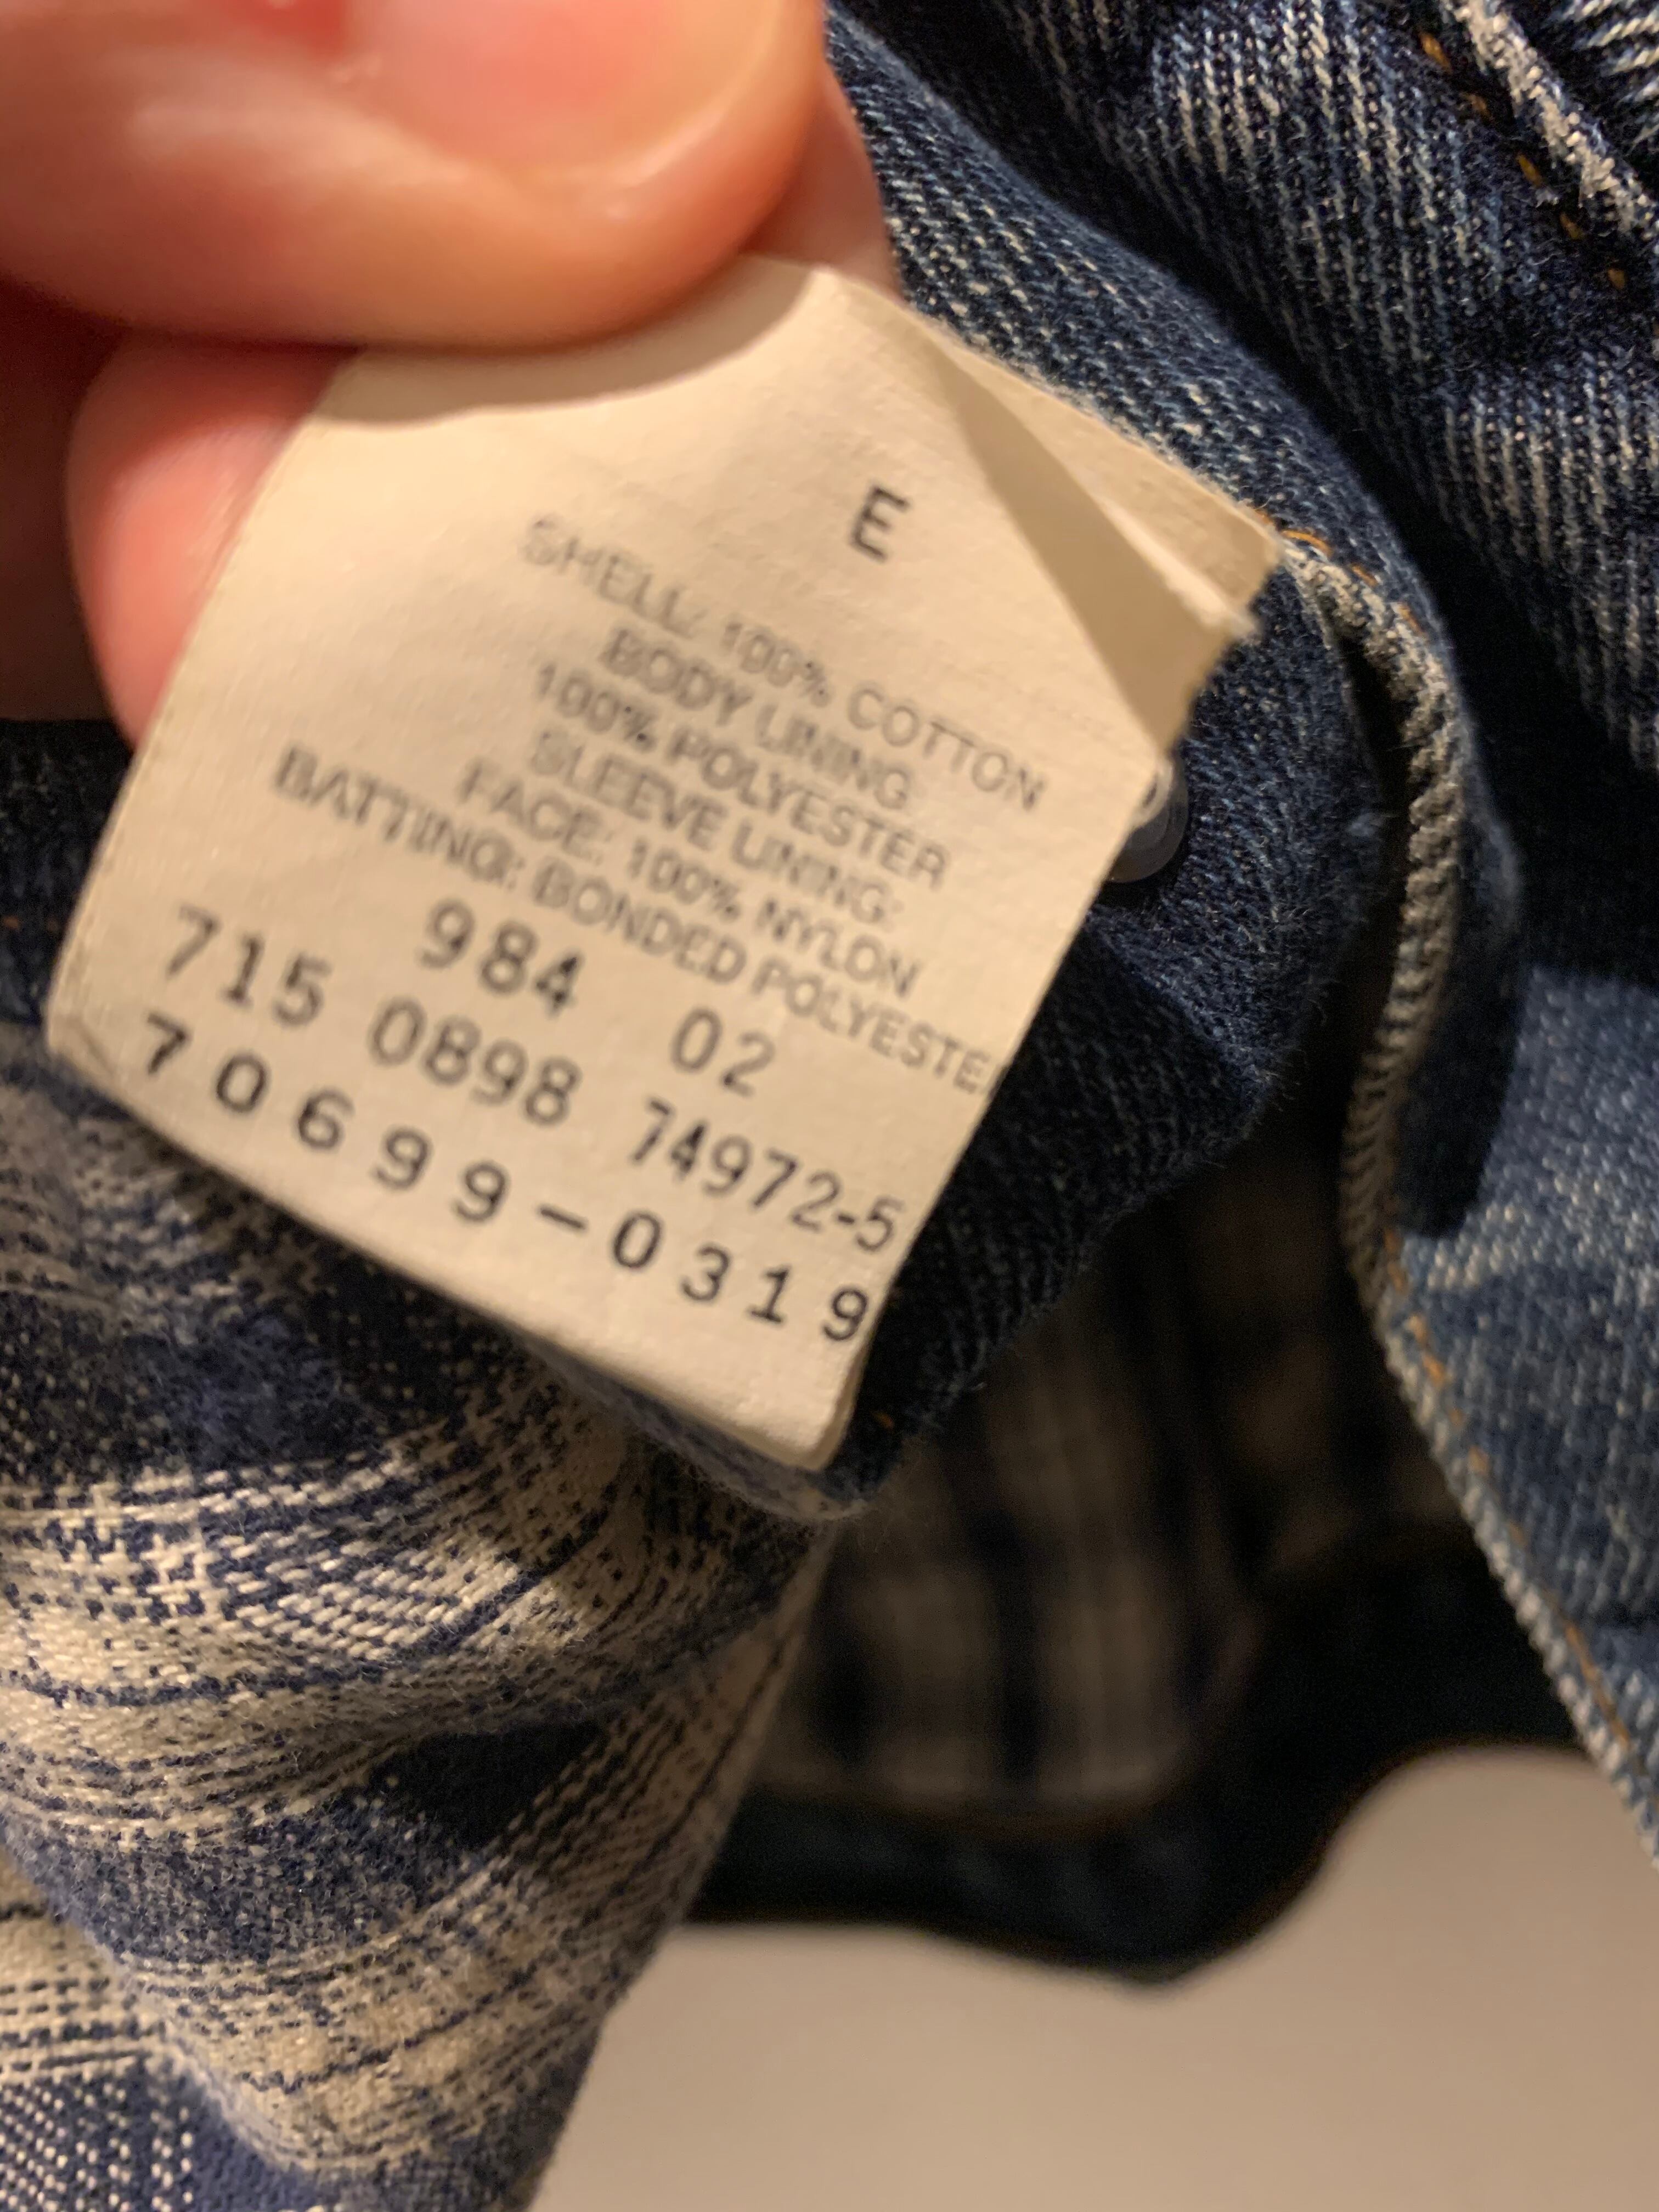 E
SHELL: 100% COTTON
BODY LINING
100% POLYESTER
SLEEVE LINING:
FACE: 100% NYLON
BATTING: BONDED POLYESTE
984 02
715 0898 74972-5
70699-0319